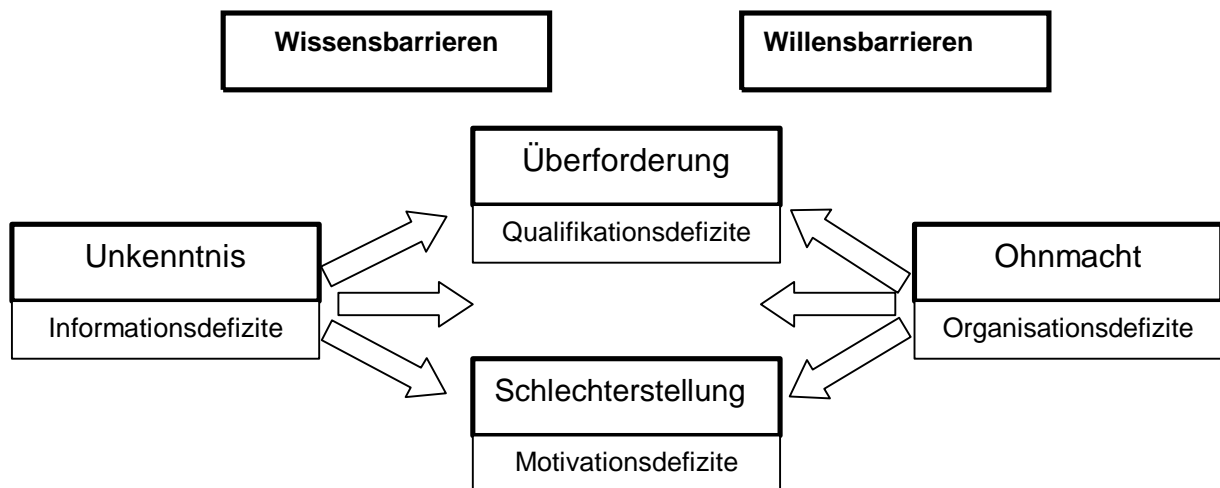 Wissensbarrieren
Willensbarrieren
Überforderung
Qualifikationsdefizite
Unkenntnis
Informationsdefizite
Ohnmacht
Organisationsdefizite
Schlechterstellung
Motivationsdefizite